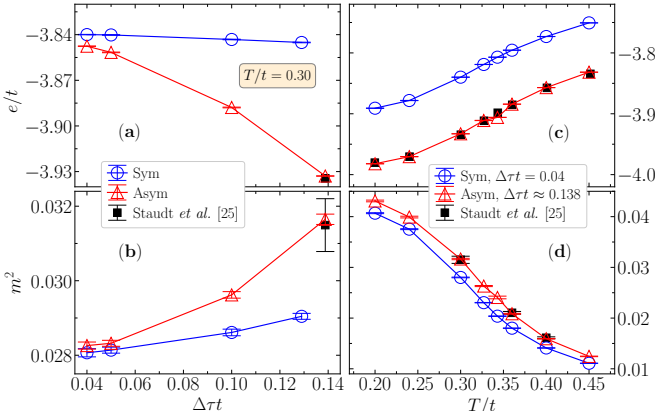 −3.84
−3.87
−3.90
−3.93
e/t
T/t = 0.30
(a)
−3.8
−3.9
−4.0
(c)
Sym
Asym
Staudt et al. [25]
Sym, Δτt = 0.04
Asym, Δτt ≈ 0.138
Staudt et al. [25]
0.032
0.030
0.028
m²
(b)
0.04
0.03
0.02
0.01
(d)
0.04 0.06 0.08 0.10 0.12 0.14
Δτt
0.20 0.25 0.30 0.35 0.40 0.45
T/t